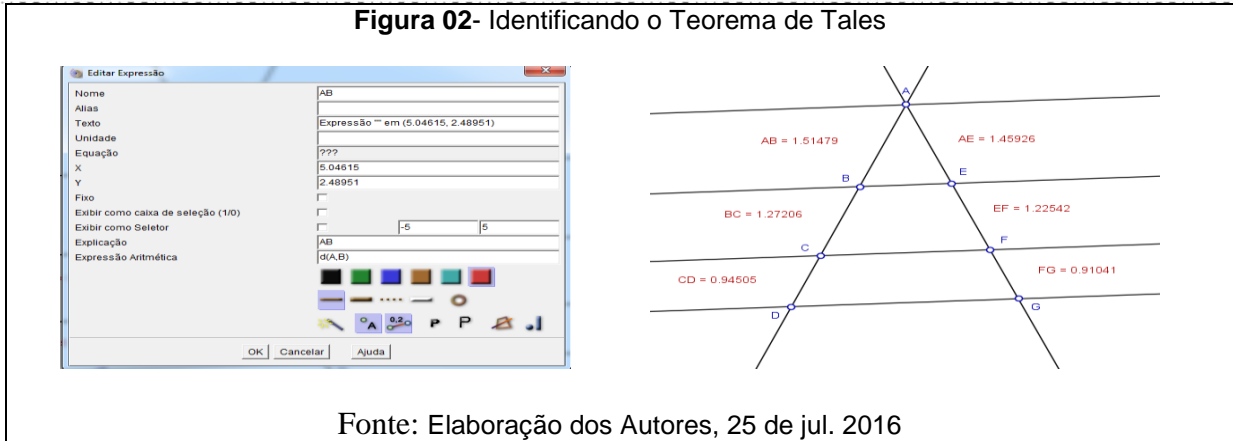 Figura 02- Identificando o Teorema de Tales
Editar Expressão
Nome AB
Alias
Texto Expressão "" em (5.04615, 2.48951)
Unidade
Equação ???
X 5.04615
Y 2.48951
Fixo
Exibir como caixa de seleção (1/0)
Exibir como Seletor -5 5
Explicação AB
Expressão Aritmética d(A,B)
A 0,2 P P
OK Cancelar Ajuda
A
AB = 1.51479 AE = 1.45926
B E
BC = 1.27206 EF = 1.22542
C F
CD = 0.94505 FG = 0.91041
D G
Fonte: Elaboração dos Autores, 25 de jul. 2016